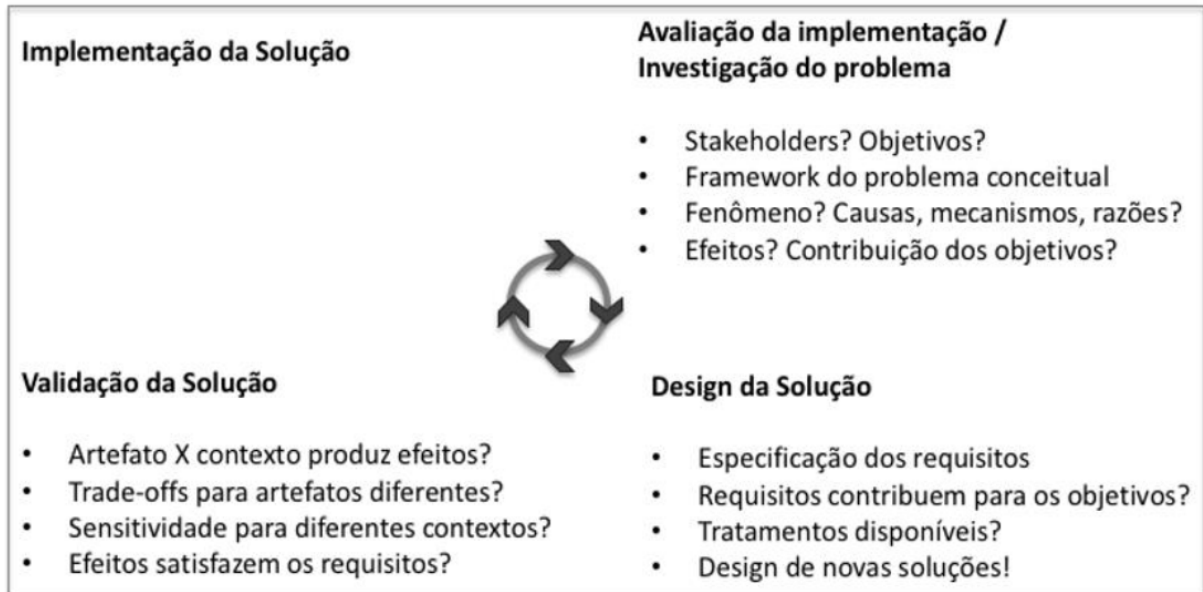 Implementação da Solução
Avaliação da implementação /
Investigação do problema
• Stakeholders? Objetivos?
• Framework do problema conceitual
• Fenômeno? Causas, mecanismos, razões?
• Efeitos? Contribuição dos objetivos?
Validação da Solução
• Artefato X contexto produz efeitos?
• Trade-offs para artefatos diferentes?
• Sensitividade para diferentes contextos?
• Efeitos satisfazem os requisitos?
Design da Solução
• Especificação dos requisitos
• Requisitos contribuem para os objetivos?
• Tratamentos disponíveis?
• Design de novas soluções!